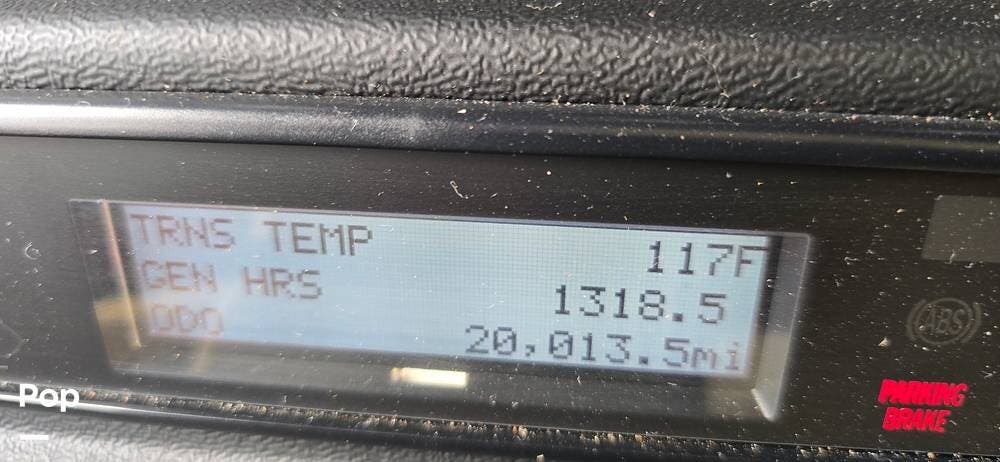 TRNS TEMP 117F
GEN HRS 1318.5
ODO 20,013.5mi
ABS
PARKING
BRAKE
Pop